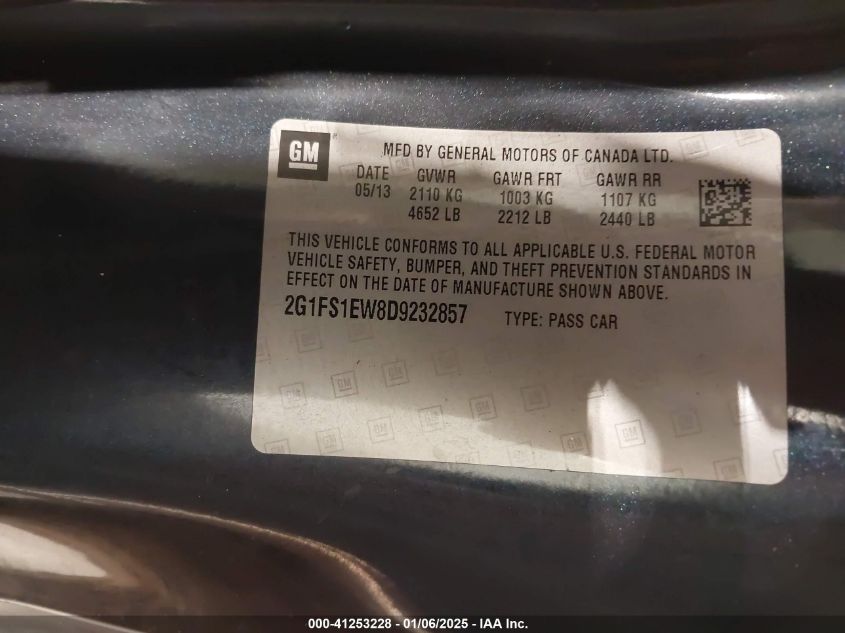 GM
MFD BY GENERAL MOTORS OF CANADA LTD.
DATE GVWR GAWR FRT GAWR RR
05/13 2110 KG 1003 KG 1107 KG
4652 LB 2212 LB 2440 LB
THIS VEHICLE CONFORMS TO ALL APPLICABLE U.S. FEDERAL MOTOR
VEHICLE SAFETY, BUMPER, AND THEFT PREVENTION STANDARDS IN
EFFECT ON THE DATE OF MANUFACTURE SHOWN ABOVE.
2G1FS1EW8D9232857 TYPE: PASS CAR
000-41253228 - 01/06/2025 - IAA Inc.